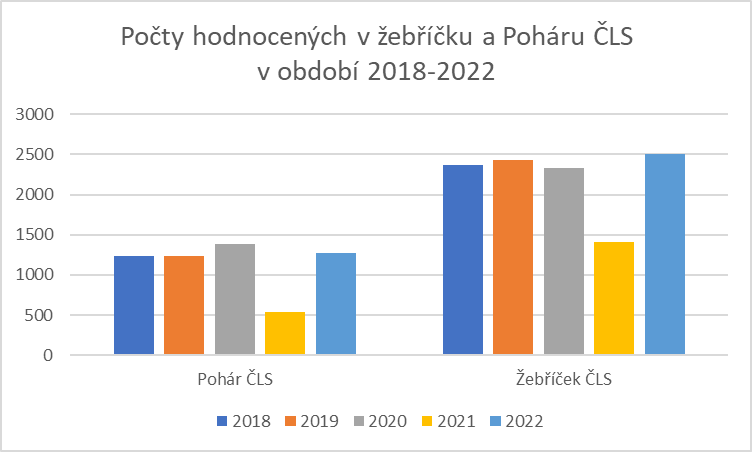 Počty hodnocených v žebříčku a Poháru ČLS
v období 2018-2022
3000
2500
2000
1500
1000
500
0
Pohár ČLS
Žebříček ČLS
2018 2019 2020 2021 2022